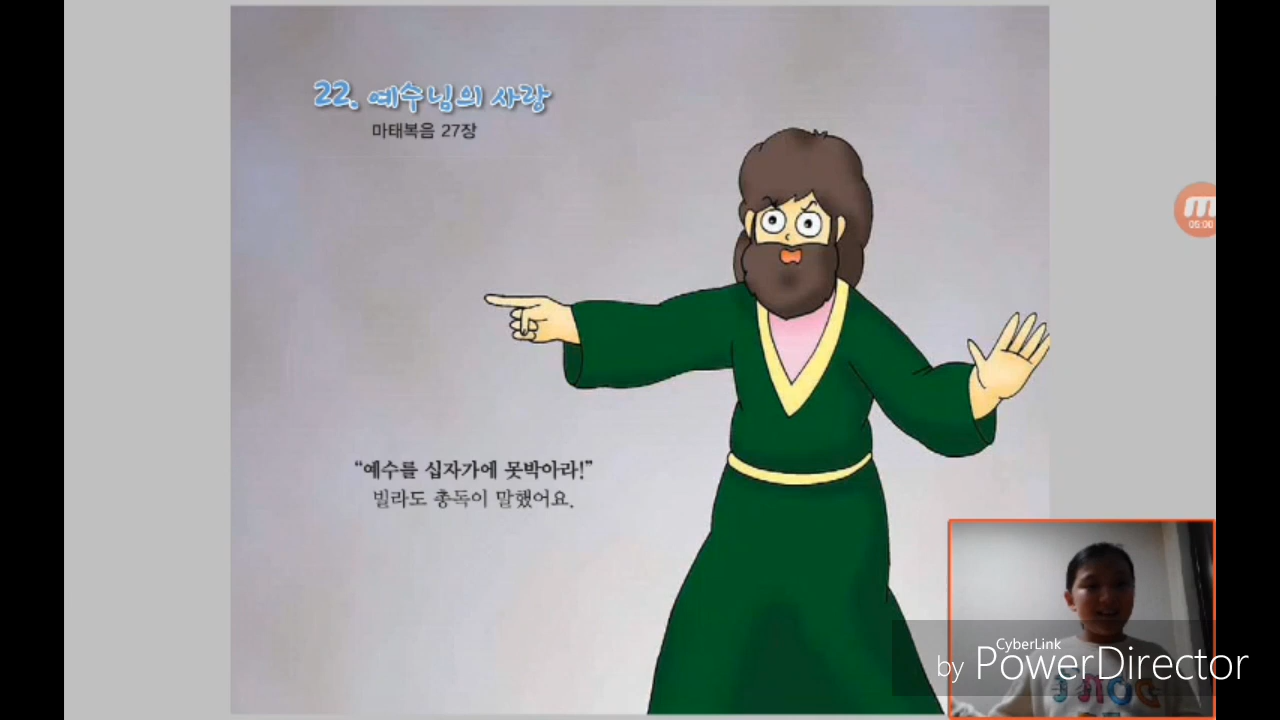 22. 예수님의 사랑
마태복음 27장
05:00
"예수를 십자가에 못박아라!"
빌라도 총독이 말했어요.
CyberLink
by PowerDirector